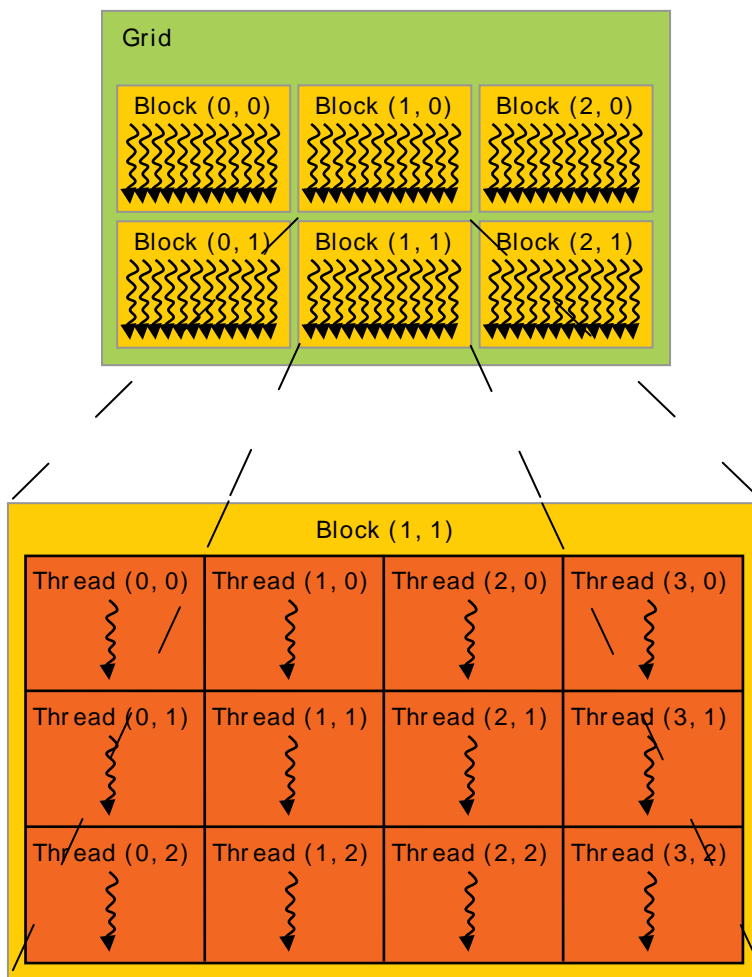 Grid
Block (0, 0) Block (1, 0) Block (2, 0)
Block (0, 1) Block (1, 1) Block (2, 1)
Block (1, 1)
Thread (0, 0) Thread (1, 0) Thread (2, 0) Thread (3, 0)
Thread (0, 1) Thread (1, 1) Thread (2, 1) Thread (3, 1)
Thread (0, 2) Thread (1, 2) Thread (2, 2) Thread (3, 2)